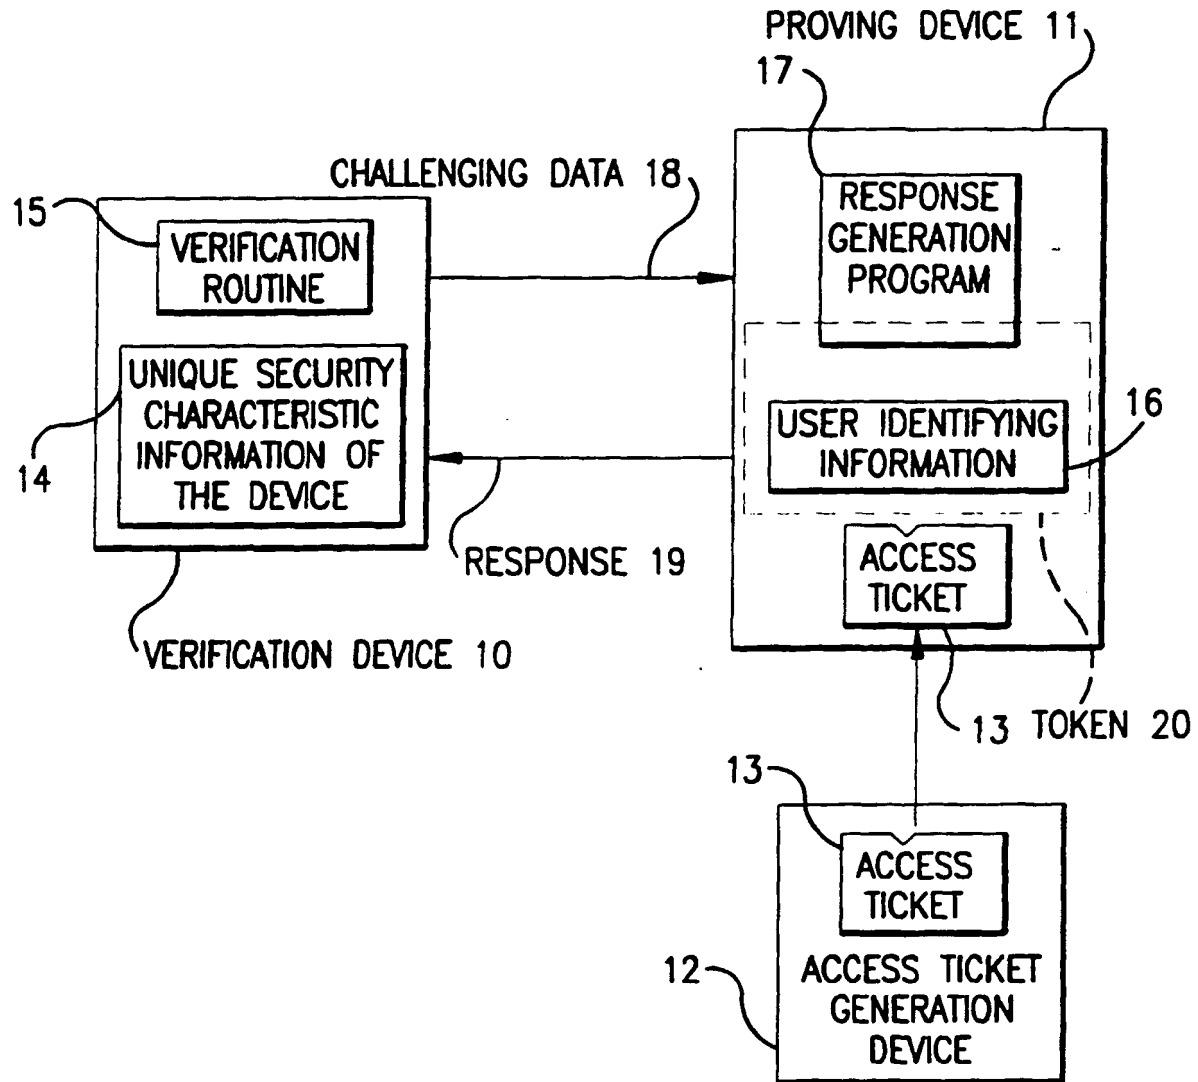 PROVING DEVICE 11
17
CHALLENGING DATA 18
15
VERIFICATION
ROUTINE
RESPONSE
GENERATION
PROGRAM
UNIQUE SECURITY
CHARACTERISTIC
INFORMATION OF
THE DEVICE
14
USER IDENTIFYING
INFORMATION
16
RESPONSE 19
ACCESS
TICKET
VERIFICATION DEVICE 10
13
TOKEN 20
13
ACCESS
TICKET
12
ACCESS TICKET
GENERATION
DEVICE